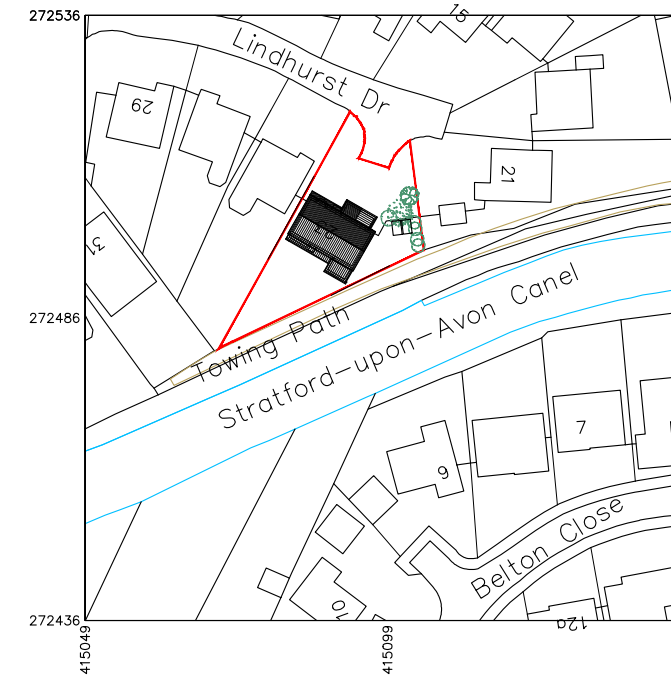 272536
15
Lindhurst Dr
29
21
31
272486
Towing Path
Stratford-upon-Avon Canel
7
9
Belton Close
10
12a
272436
415049
415099